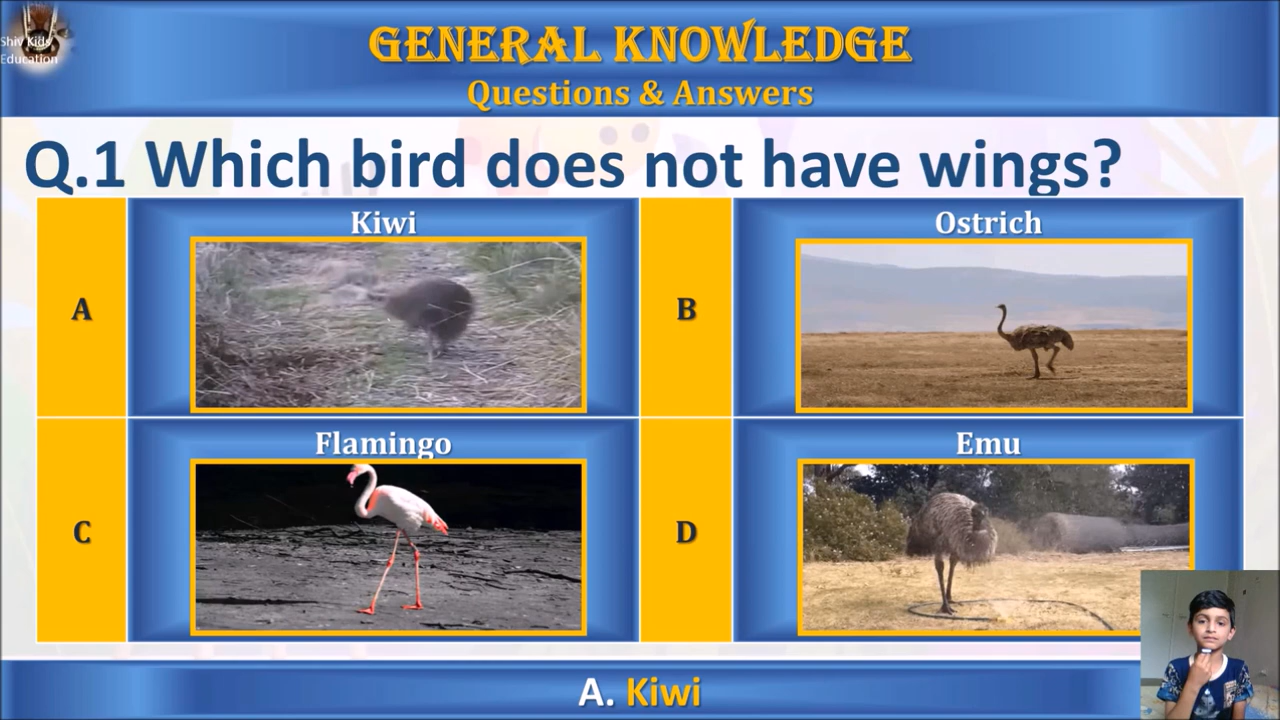 Shiv Kids
Education
GENERAL KNOWLEDGE
Questions & Answers
Q.1 Which bird does not have wings?
A
Kiwi
B
Ostrich
C
Flamingo
D
Emu
A. Kiwi